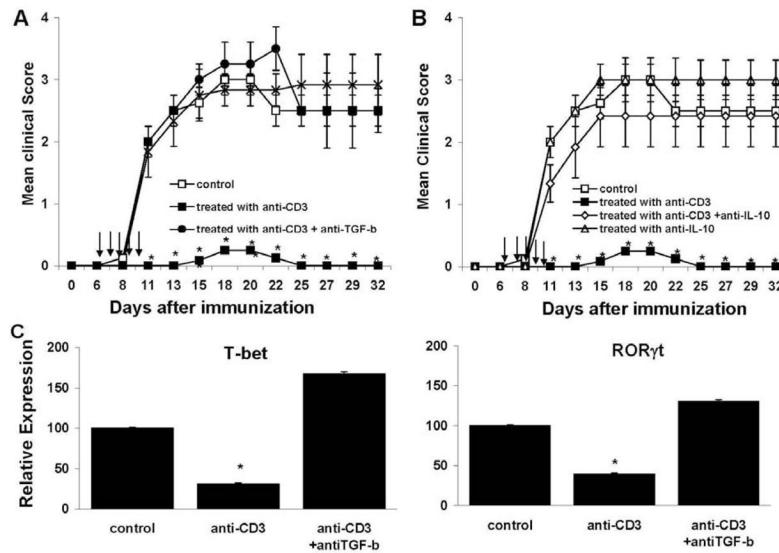 A
4
3
2
1
0
Mean clinical Score
control
treated with anti-CD3
treated with anti-CD3 + anti-TGF-b
* * * * * * * * * *
0 6 8 11 13 15 18 20 22 25 27 29 32
Days after immunization
B
4
3
2
1
0
Mean clinical Score
control
treated with anti-CD3
treated with anti-CD3 +anti-IL-10
treated with anti-IL-10
* * * * * * * * * *
0 6 8 11 13 15 18 20 22 25 27 29 32
Days after immunization
C
T-bet
Relative Expression
200
150
100
50
0
*
control anti-CD3 anti-CD3
+antiTGF-b
RORγt
200
150
100
50
0
*
control anti-CD3 anti-CD3
+antiTGF-b